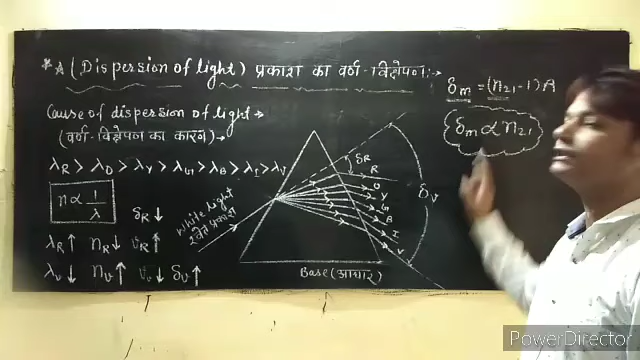 *A (Dispersion of light) प्रकाश का वर्ण-विक्षेपण:→
δm = (n21-1)A
δm ∝ n21
Cause of dispersion of light→
(वर्ण-विक्षेपण का कारण)→
λR > λO > λY > λG > λB > λI > λV
n ∝ 1/λ
δR↓
λR↑ nR↓ vR↑
λv↓ nv↑ vv↓ δv↑
White light
श्वेत प्रकाश
δR
R
O
Y
G
B
I
V
δv
Base (आधार)
PowerDirector